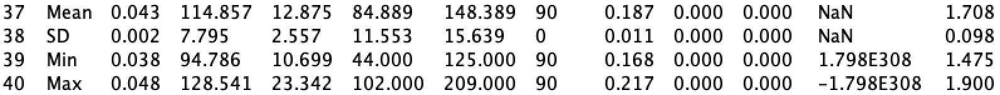 37 Mean 0.043 114.857 12.875 84.889 148.389 90 0.187 0.000 0.000 NaN 1.708
38 SD 0.002 7.795 2.557 11.553 15.639 0 0.011 0.000 0.000 NaN 0.098
39 Min 0.038 94.786 10.699 44.000 125.000 90 0.168 0.000 0.000 1.798E308 1.475
40 Max 0.048 128.541 23.342 102.000 209.000 90 0.217 0.000 0.000 -1.798E308 1.900